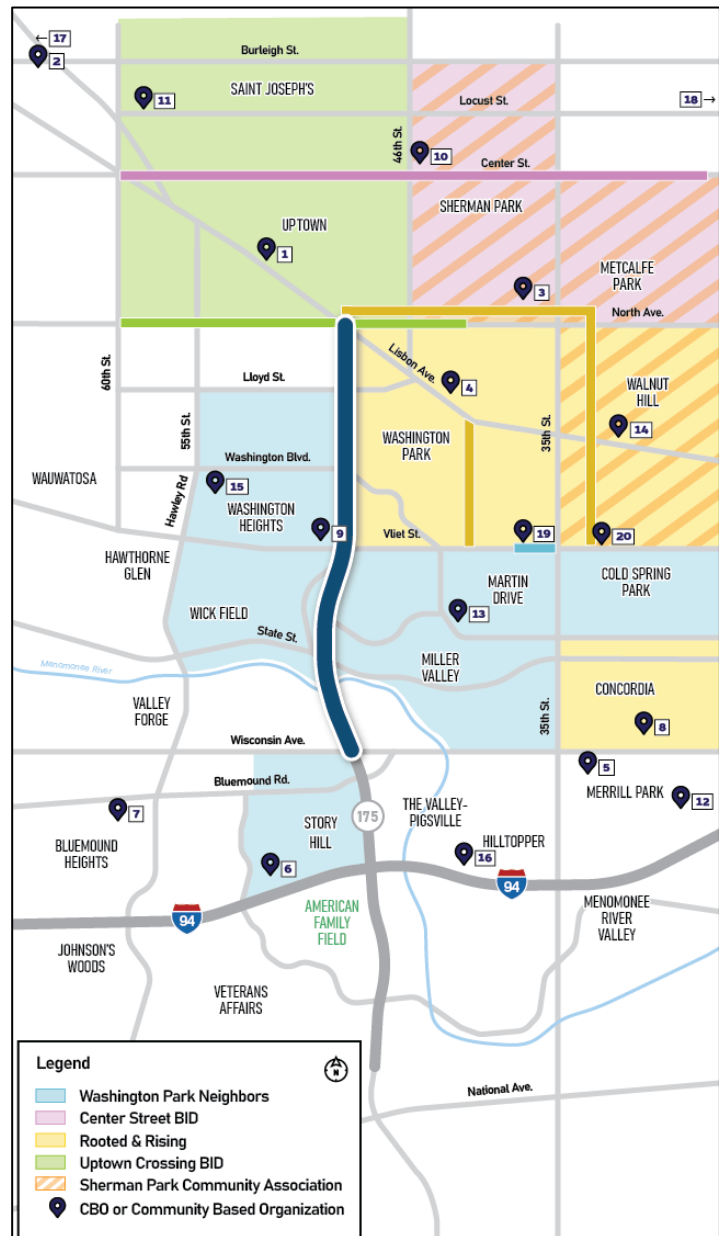 ← 17
2
Burleigh St.
SAINT JOSEPH'S
11
Locust St.
18 →
46th St.
10
Center St.
SHERMAN PARK
UPTOWN
1
METCALFE
PARK
3
North Ave.
60th St.
Lisbon Ave.
Lloyd St.
4
WALNUT
HILL
55th St.
35th St.
14
WASHINGTON
PARK
Washington Blvd.
WAUWATOSA
Hawley Rd
15
WASHINGTON
HEIGHTS
9
Vliet St.
19
20
HAWTHORNE
GLEN
MARTIN
DRIVE
COLD SPRING
PARK
WICK FIELD
13
State St.
Menomonee River
MILLER
VALLEY
CONCORDIA
VALLEY
FORGE
35th St.
8
Wisconsin Ave.
5
Bluemound Rd.
MERRILL PARK
12
7
175
THE VALLEY-
PIGSVILLE
STORY
HILL
BLUEMOUND
HEIGHTS
HILLTOPPER
16
6
94
94
AMERICAN
FAMILY
FIELD
MENOMONEE
RIVER
VALLEY
JOHNSON'S
WOODS
VETERANS
AFFAIRS
National Ave.
Legend
N
Washington Park Neighbors
Center Street BID
Rooted & Rising
Uptown Crossing BID
Sherman Park Community Association
CBO or Community Based Organization